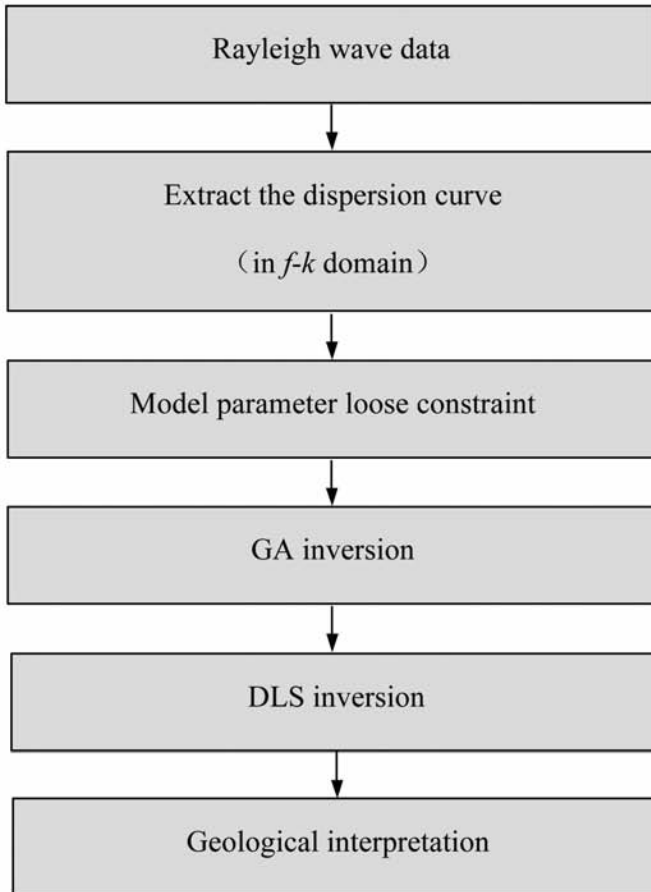 Rayleigh wave data
Extract the dispersion curve
（in f-k domain）
Model parameter loose constraint
GA inversion
DLS inversion
Geological interpretation